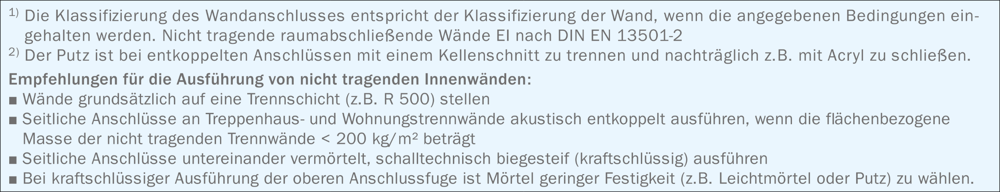 1) Die Klassifizierung des Wandanschlusses entspricht der Klassifizierung der Wand, wenn die angegebenen Bedingungen ein-
gehalten werden. Nicht tragende raumabschließende Wände EI nach DIN EN 13501-2
2) Der Putz ist bei entkoppelten Anschlüssen mit einem Kellenschnitt zu trennen und nachträglich z.B. mit Acryl zu schließen.
Empfehlungen für die Ausführung von nicht tragenden Innenwänden:
■ Wände grundsätzlich auf eine Trennschicht (z.B. R 500) stellen
■ Seitliche Anschlüsse an Treppenhaus- und Wohnungstrennwände akustisch entkoppelt ausführen, wenn die flächenbezogene
Masse der nicht tragenden Trennwände < 200 kg/m² beträgt
■ Seitliche Anschlüsse untereinander vermörtelt, schalltechnisch biegesteif (kraftschlüssig) ausführen
■ Bei kraftschlüssiger Ausführung der oberen Anschlussfuge ist Mörtel geringer Festigkeit (z.B. Leichtmörtel oder Putz) zu wählen.